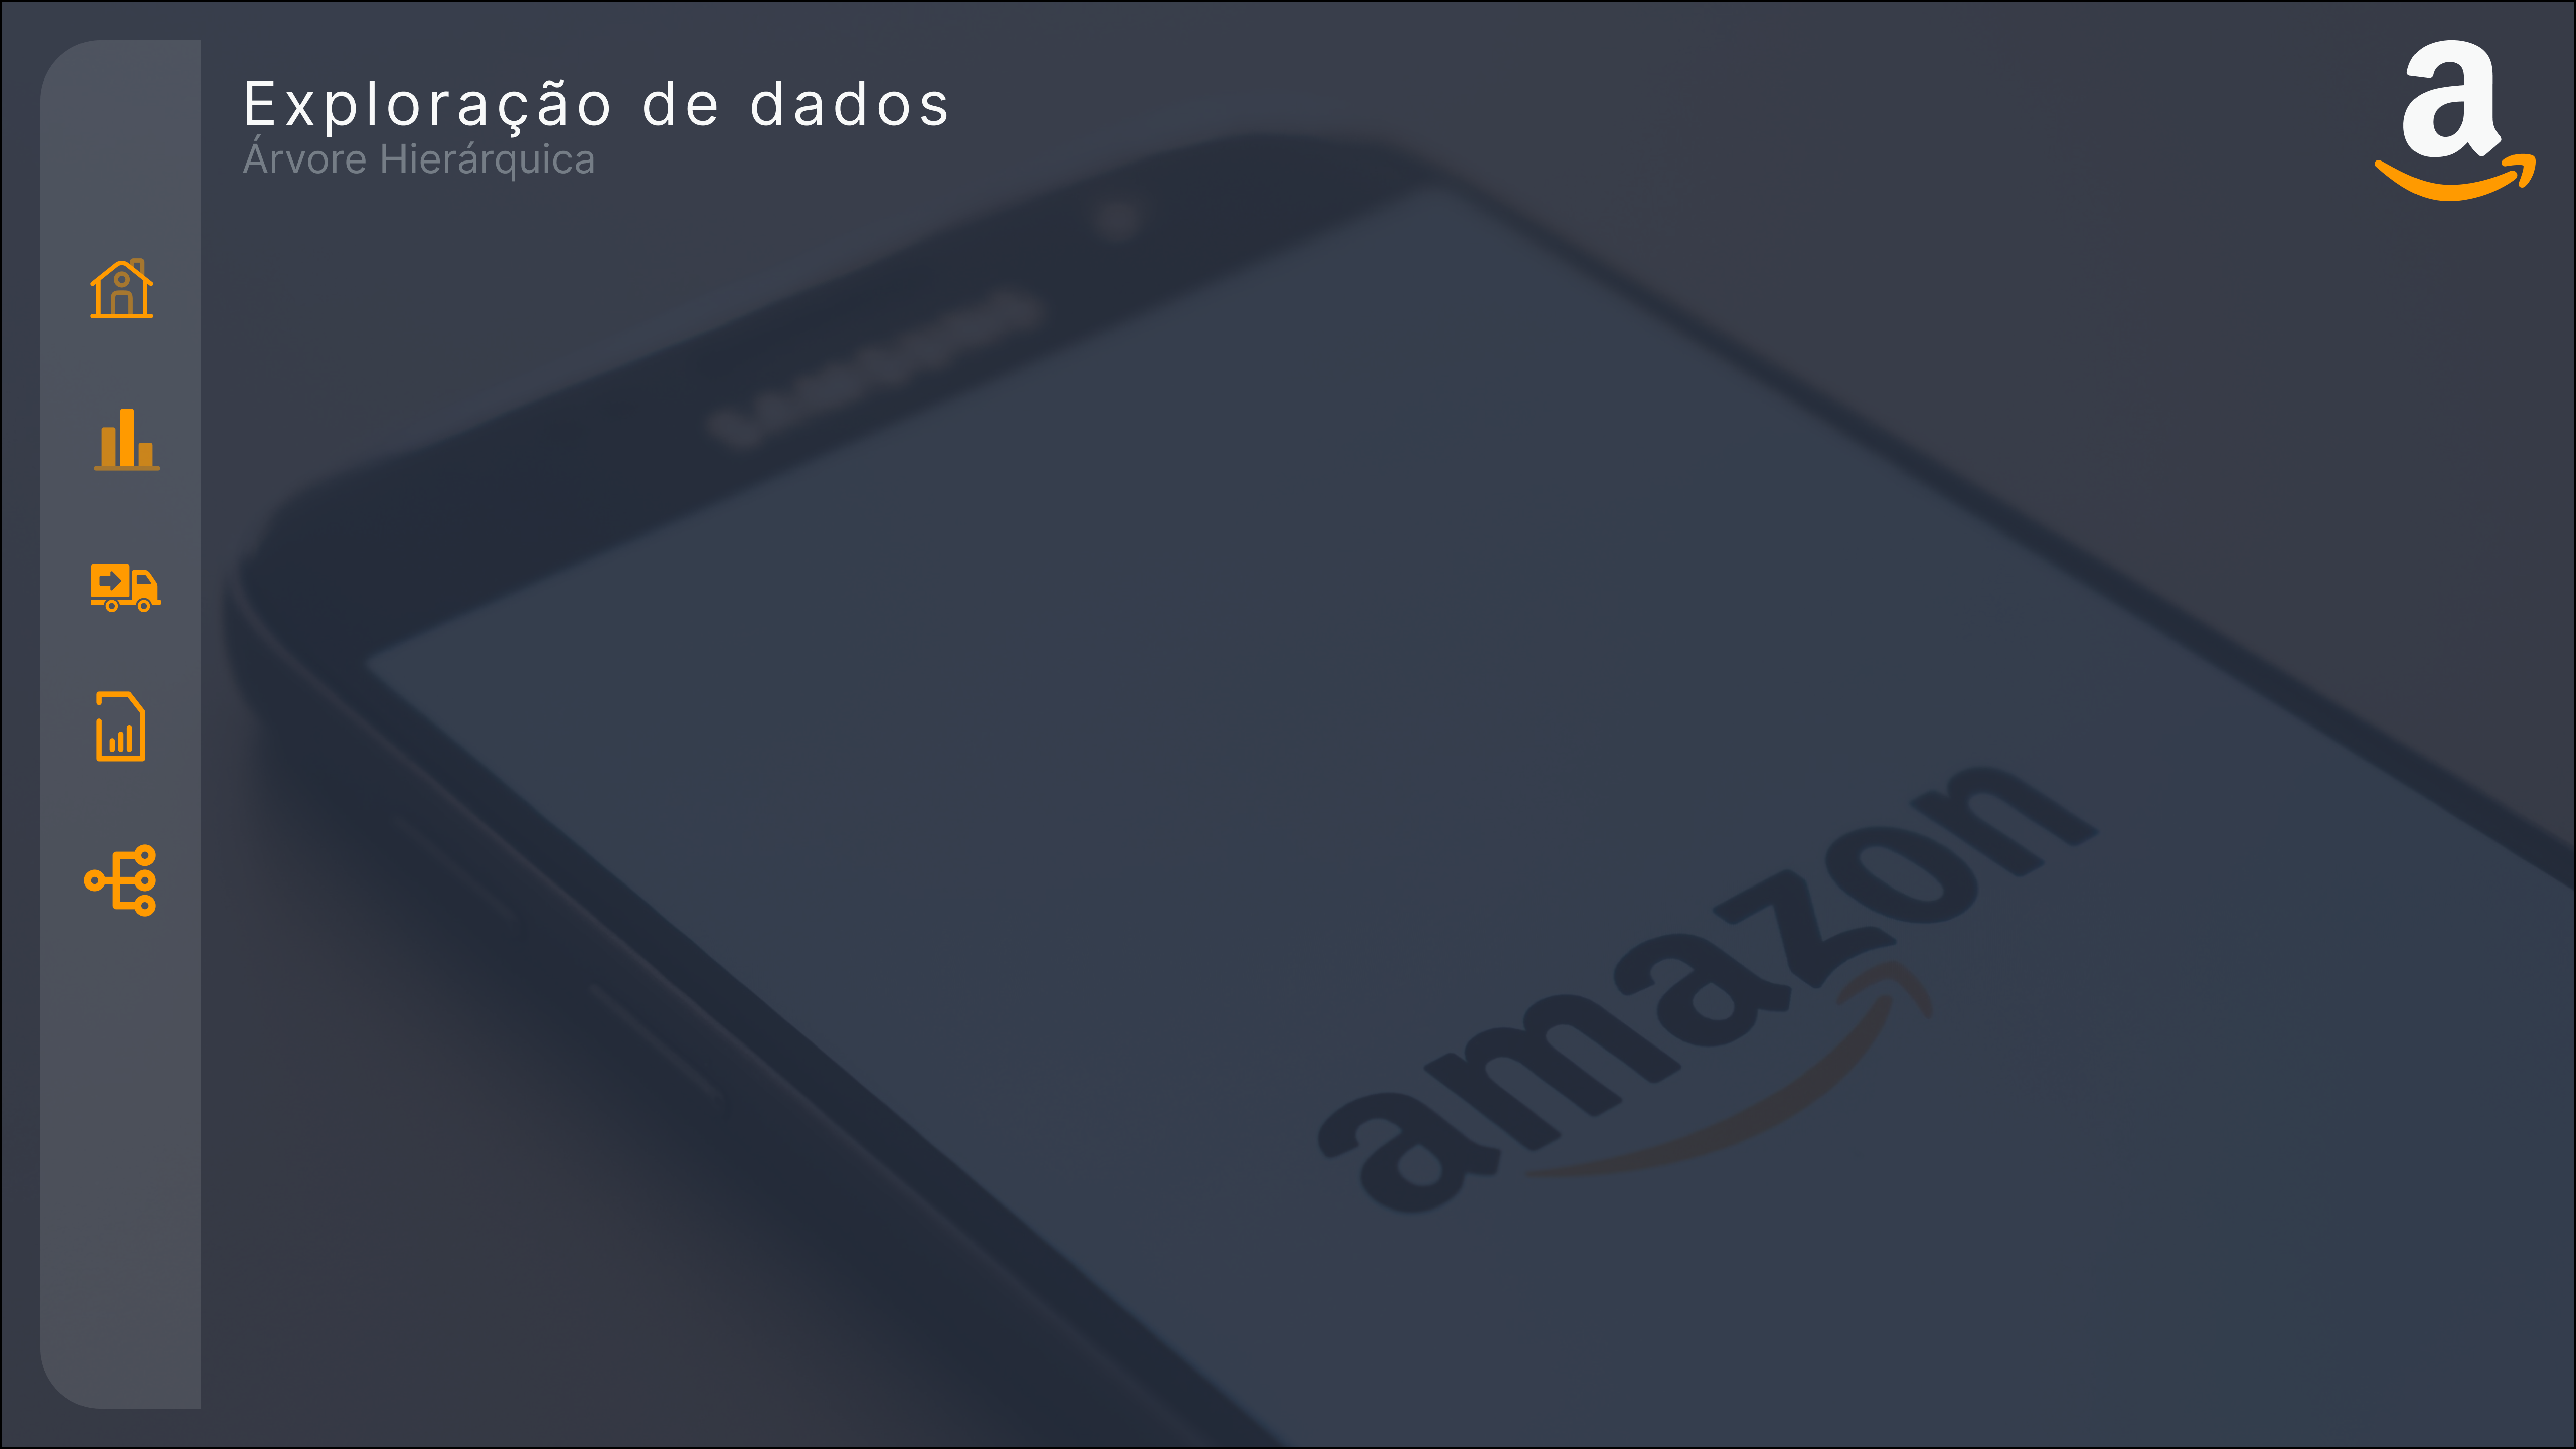 Exploração de dados
Árvore Hierárquica
a
amazon